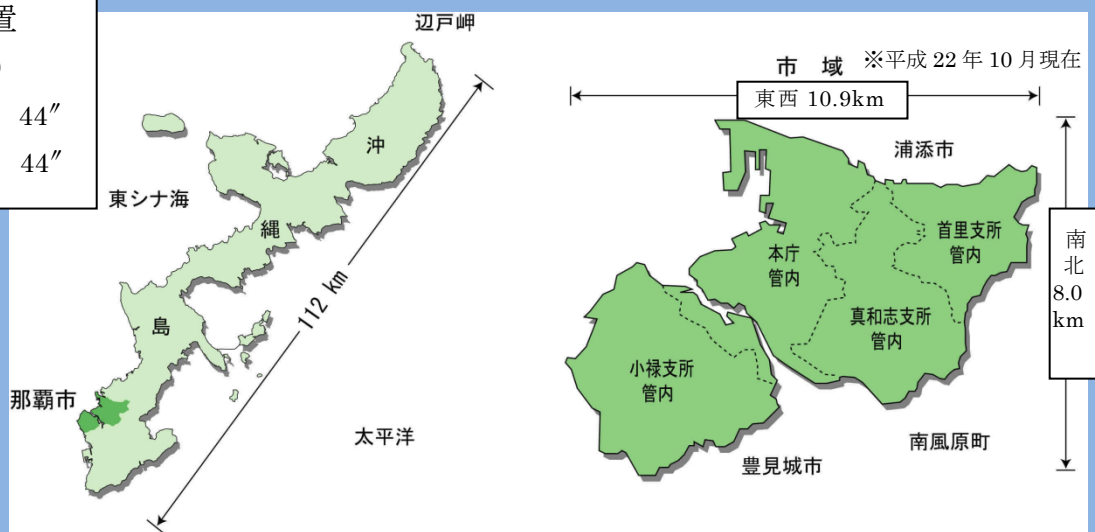 置
44″
44″
辺戸岬
東シナ海
沖
縄
島
112 km
那覇市
太平洋
市 域
※平成 22 年 10 月現在
東西 10.9km
浦添市
首里支所
管内
本庁
管内
真和志支所
管内
小禄支所
管内
南
北
8.0
km
南風原町
豊見城市